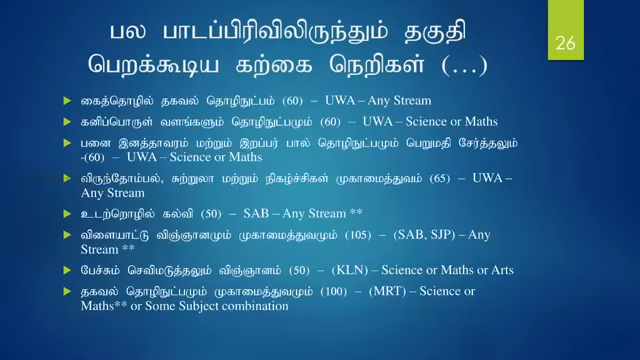 பல பாடப்பிரிவிலிருந்தும் தகுதி
பெறக்கூடிய கற்கை நெறிகள் (…)
26
கைத்தொழில் தகவல் தொழிநுட்பம் (60) – UWA – Any Stream
கனிப்பொருள் வளங்களும் தொழிநுட்பமும் (60) – UWA – Science or Maths
பனை இனத்தாவரம் மற்றும் இறப்பர் பால் தொழிநுட்பமும் பெறுமதி சேர்த்தலும்
-(60) – UWA – Science or Maths
விருந்தோம்பல், சுற்றுலா மற்றும் நிகழ்ச்சிகள் முகாமைத்துவம் (65) – UWA –
Any Stream
உடற்றொழில் கல்வி (50) – SAB – Any Stream **
விளையாட்டு விஞ்ஞானமும் முகாமைத்துவமும் (105) – (SAB, SJP) – Any
Stream **
பேச்சும் செவிமடுத்தலும் விஞ்ஞானம் (50) – (KLN) – Science or Maths or Arts
தகவல் தொழிநுட்பமும் முகாமைத்துவமும் (100) – (MRT) – Science or
Maths** or Some Subject combination